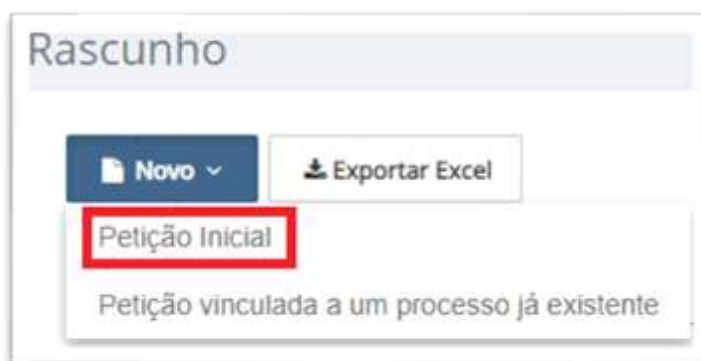 Rascunho
Novo
Exportar Excel
Petição Inicial
Petição vinculada a um processo já existente